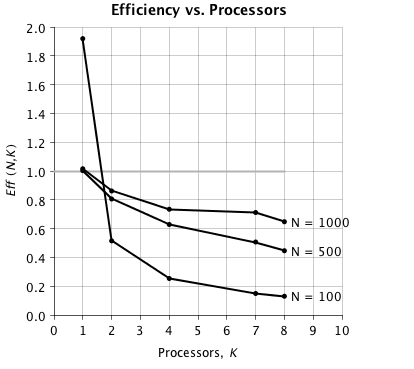 Efficiency vs. Processors
2.0
1.8
1.6
1.4
1.2
1.0
0.8
0.6
0.4
0.2
0.0
Eff (N,K)
N = 1000
N = 500
N = 100
0 1 2 3 4 5 6 7 8 9 10
Processors, K